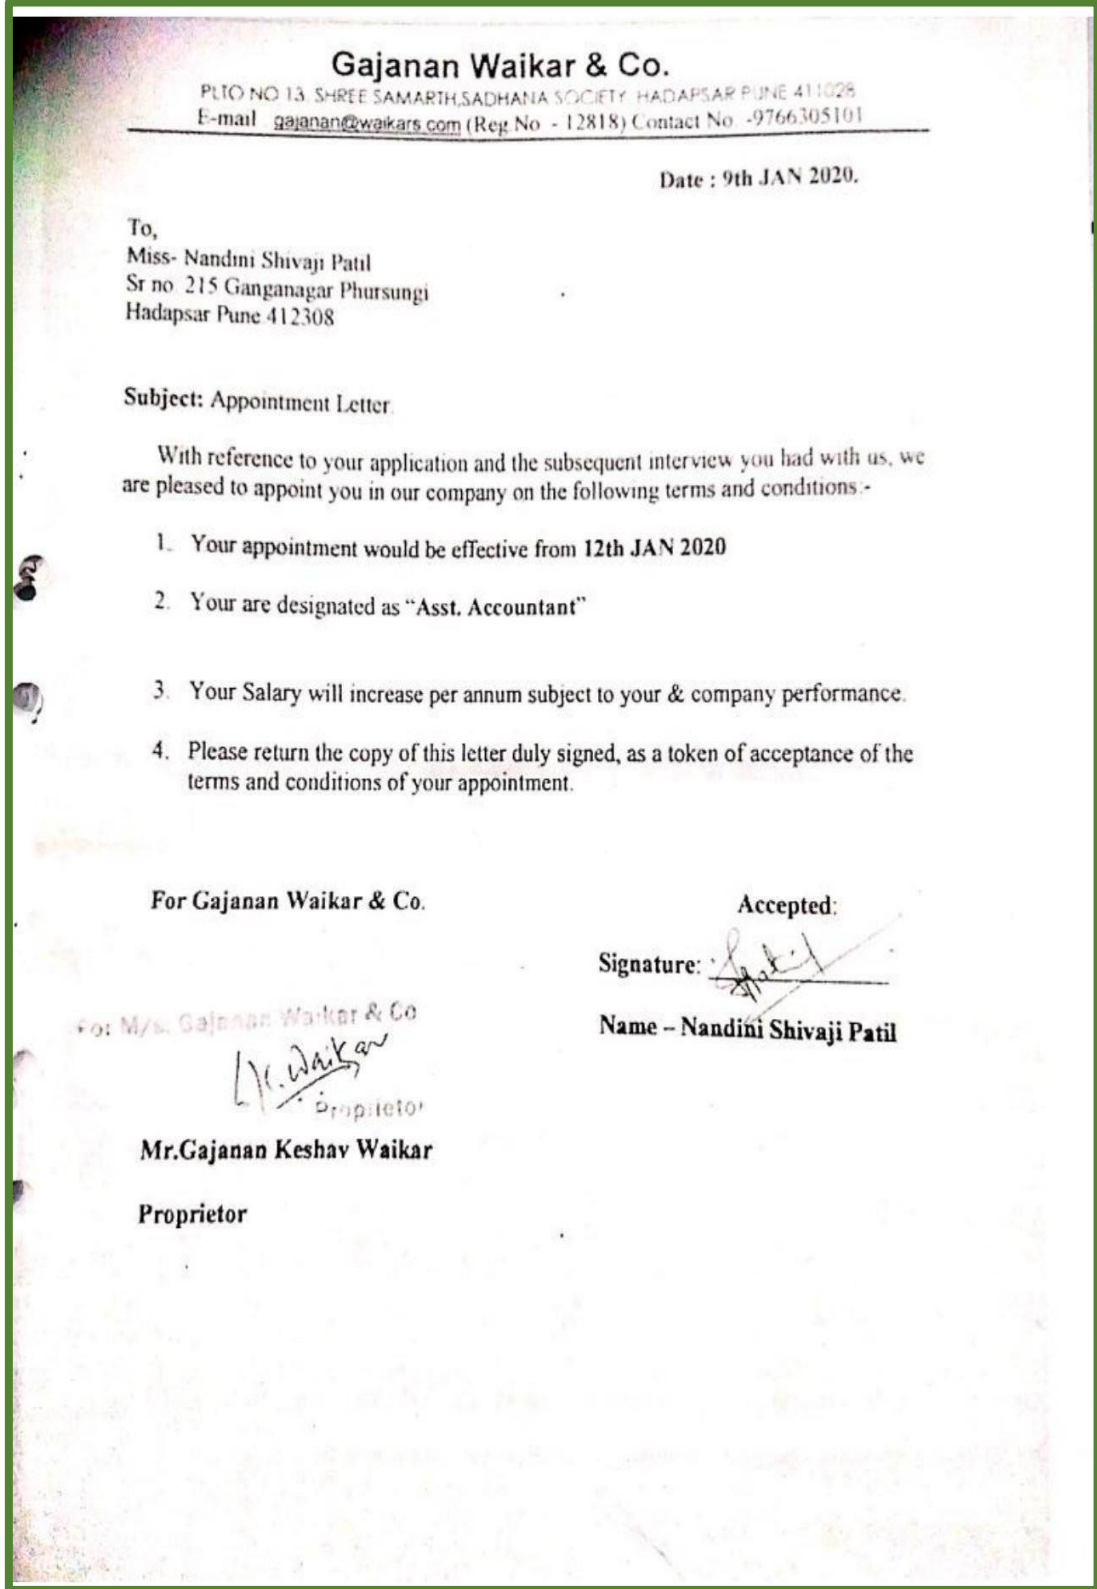 Gajanan Waikar & Co.
PLTO NO 13, SHREE SAMARTH,SADHANA SOCIETY, HADAPSAR PUNE 411028
E-mail gajanan@waikars.com (Reg.No - 12818) Contact No. -9766305101
Date : 9th JAN 2020.
To,
Miss- Nandini Shivaji Patil
Sr no. 215 Ganganagar Phursungi
Hadapsar Pune 412308
Subject: Appointment Letter.
With reference to your application and the subsequent interview you had with us, we
are pleased to appoint you in our company on the following terms and conditions:-
1. Your appointment would be effective from 12th JAN 2020
2. Your are designated as “Asst. Accountant”
3. Your Salary will increase per annum subject to your & company performance.
4. Please return the copy of this letter duly signed, as a token of acceptance of the
terms and conditions of your appointment.
For Gajanan Waikar & Co.
Accepted:
Signature: Patil
Name – Nandini Shivaji Patil
For M/s. Gajanan Waikar & Co
Waikar
Proprietor
Mr.Gajanan Keshav Waikar
Proprietor